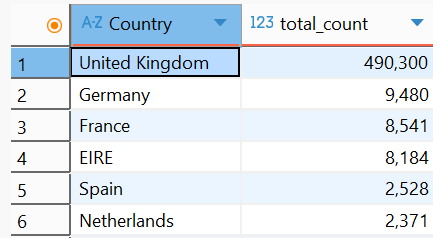 A-Z Country 123 total_count
1 United Kingdom 490,300
2 Germany 9,480
3 France 8,541
4 EIRE 8,184
5 Spain 2,528
6 Netherlands 2,371